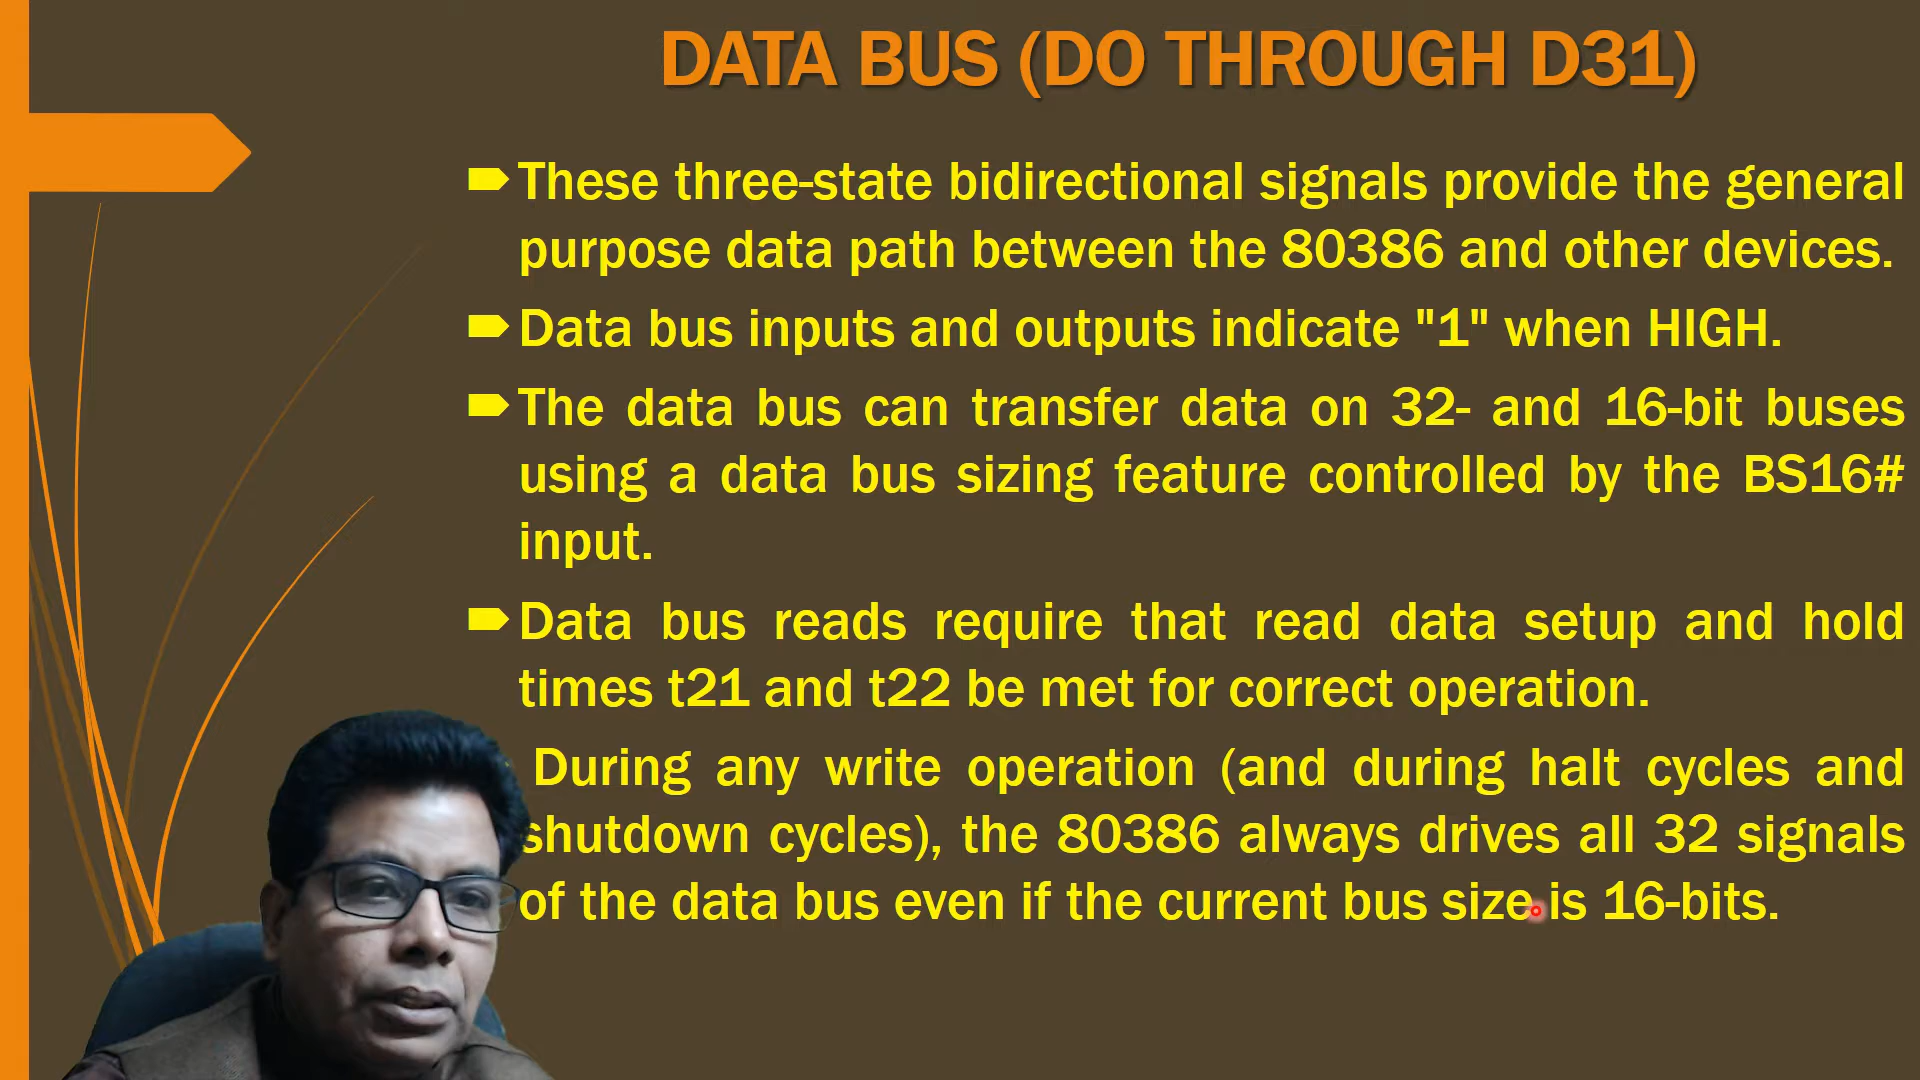 DATA BUS (DO THROUGH D31)
These three-state bidirectional signals provide the general
purpose data path between the 80386 and other devices.
Data bus inputs and outputs indicate "1" when HIGH.
The data bus can transfer data on 32- and 16-bit buses
using a data bus sizing feature controlled by the BS16#
input.
Data bus reads require that read data setup and hold
times t21 and t22 be met for correct operation.
During any write operation (and during halt cycles and
shutdown cycles), the 80386 always drives all 32 signals
of the data bus even if the current bus size is 16-bits.